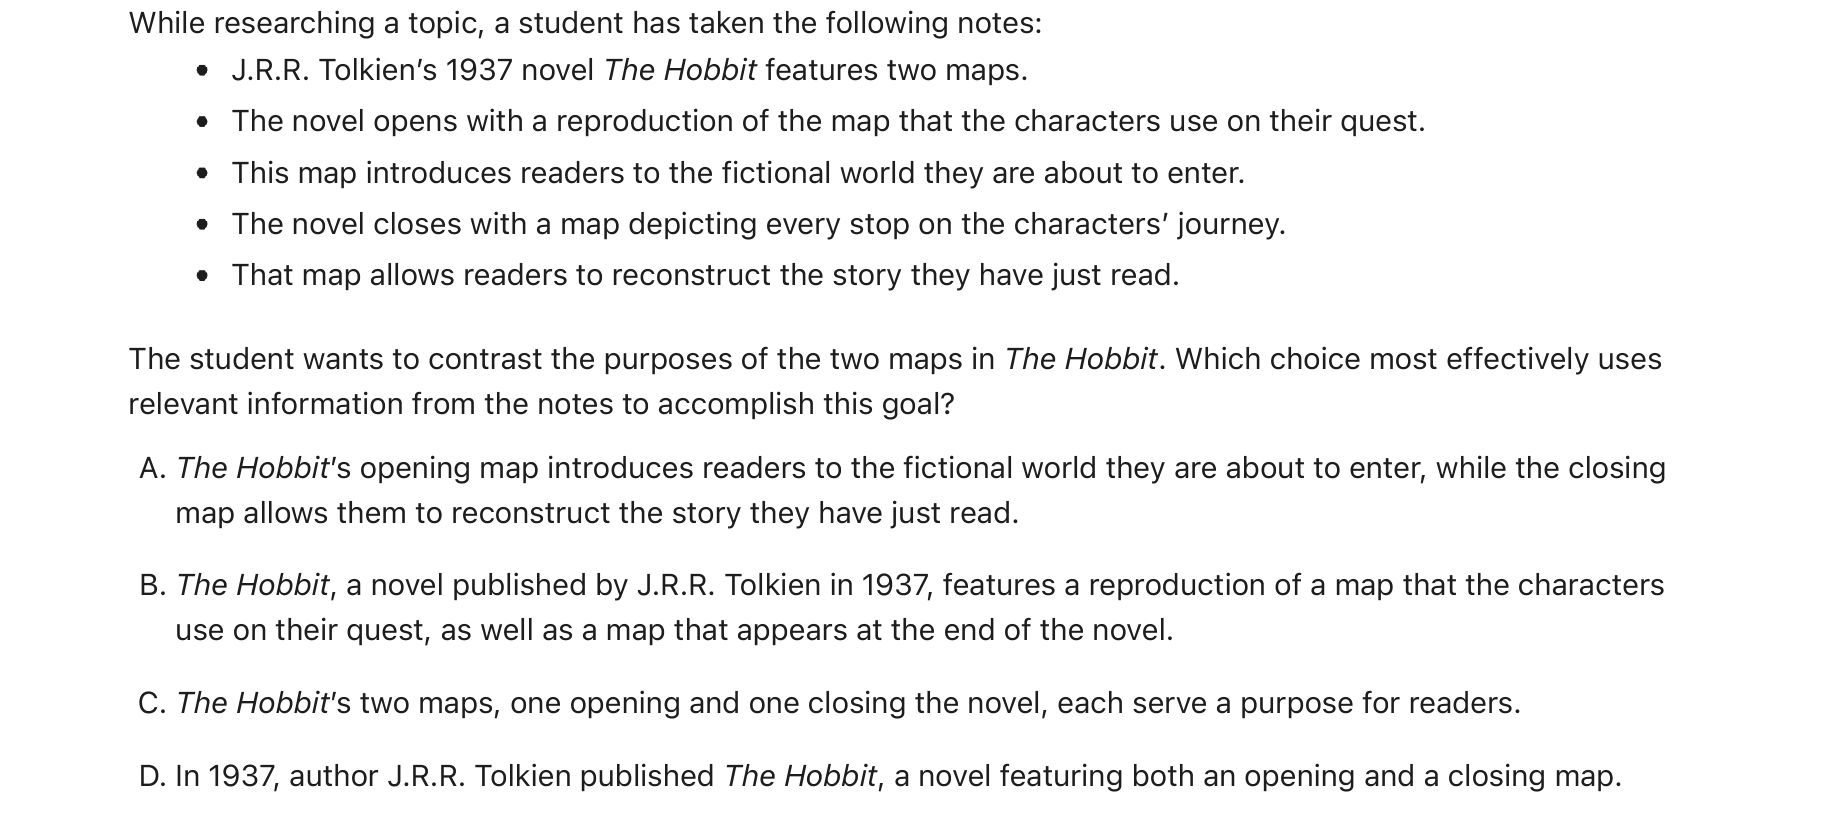 While researching a topic, a student has taken the following notes:
• J.R.R. Tolkien’s 1937 novel The Hobbit features two maps.
• The novel opens with a reproduction of the map that the characters use on their quest.
• This map introduces readers to the fictional world they are about to enter.
• The novel closes with a map depicting every stop on the characters’ journey.
• That map allows readers to reconstruct the story they have just read.
The student wants to contrast the purposes of the two maps in The Hobbit. Which choice most effectively uses
relevant information from the notes to accomplish this goal?
A. The Hobbit's opening map introduces readers to the fictional world they are about to enter, while the closing
map allows them to reconstruct the story they have just read.
B. The Hobbit, a novel published by J.R.R. Tolkien in 1937, features a reproduction of a map that the characters
use on their quest, as well as a map that appears at the end of the novel.
C. The Hobbit's two maps, one opening and one closing the novel, each serve a purpose for readers.
D. In 1937, author J.R.R. Tolkien published The Hobbit, a novel featuring both an opening and a closing map.